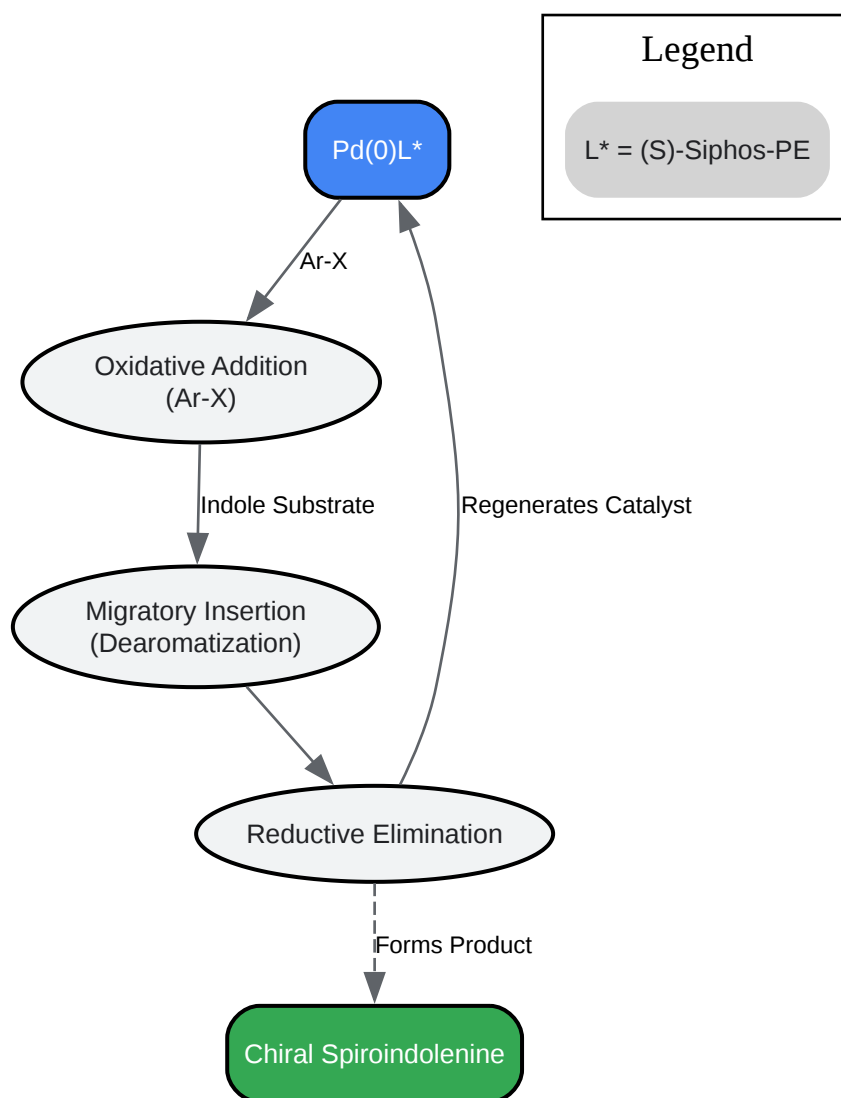 Legend
L* = (S)-Siphos-PE
Pd(0)L*
Ar-X
Oxidative Addition
(Ar-X)
Indole Substrate
Regenerates Catalyst
Migratory Insertion
(Dearomatization)
Reductive Elimination
Forms Product
Chiral Spiroindolenine